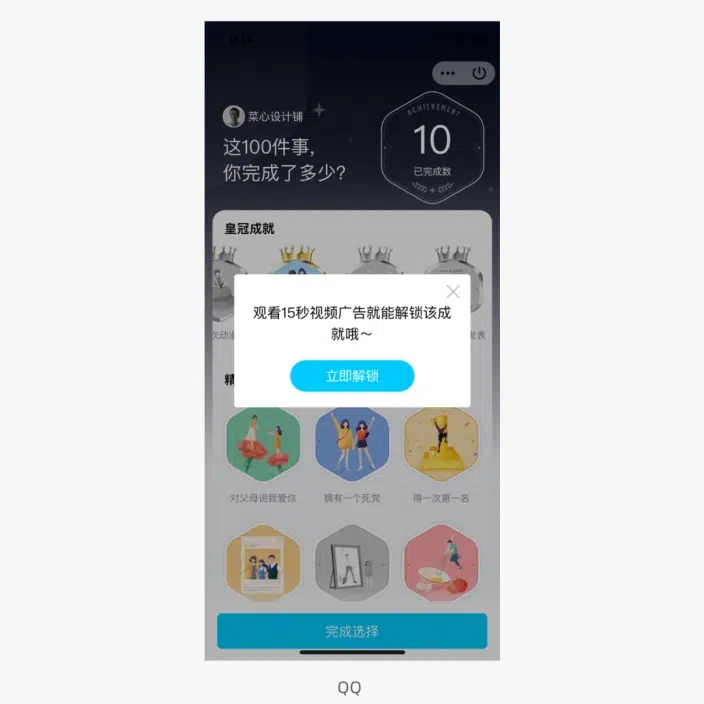 菜心设计铺
ACHIEVEMENT
10
已完成数
这100件事,
你完成了多少?
皇冠成就
观看15秒视频广告就能解锁该成
就哦~
立即解锁
发表
精
对父母说我爱你
拥有一个死党
得一次第一名
完成选择
QQ